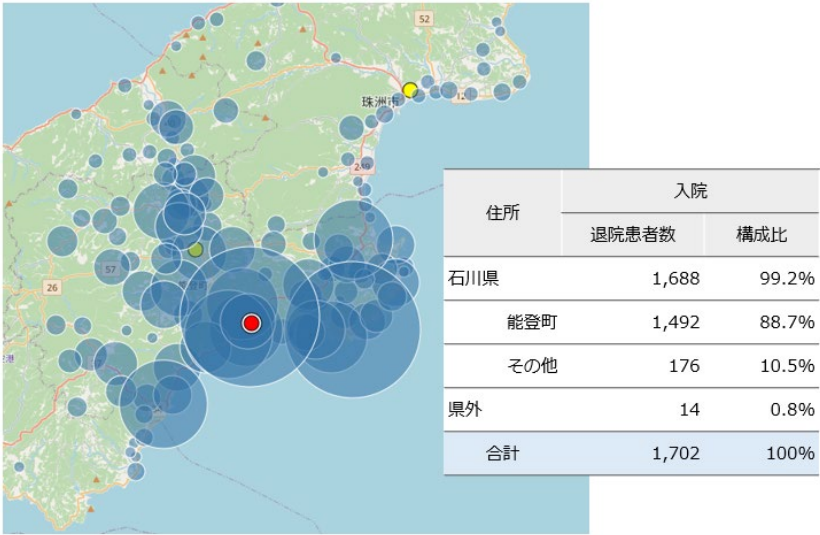 52
珠洲市
12
249
57
26
住所
入院
退院患者数 構成比
石川県 1,688 99.2%
能登町 1,492 88.7%
その他 176 10.5%
県外 14 0.8%
合計 1,702 100%